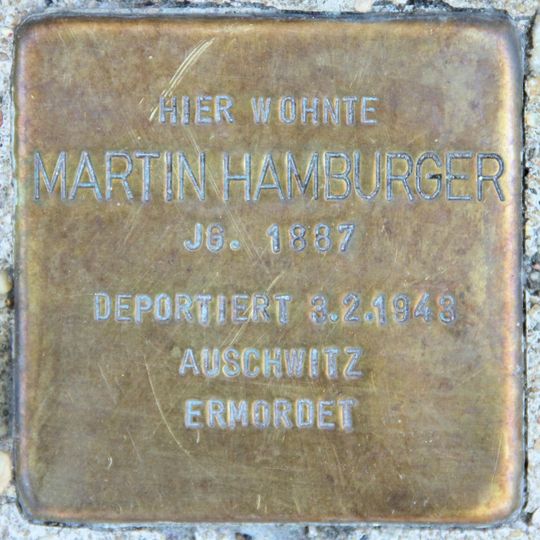 HIER WOHNTE
MARTIN HAMBURGER
JG. 1887
DEPORTIERT 3.2.1943
AUSCHWITZ
ERMORDET